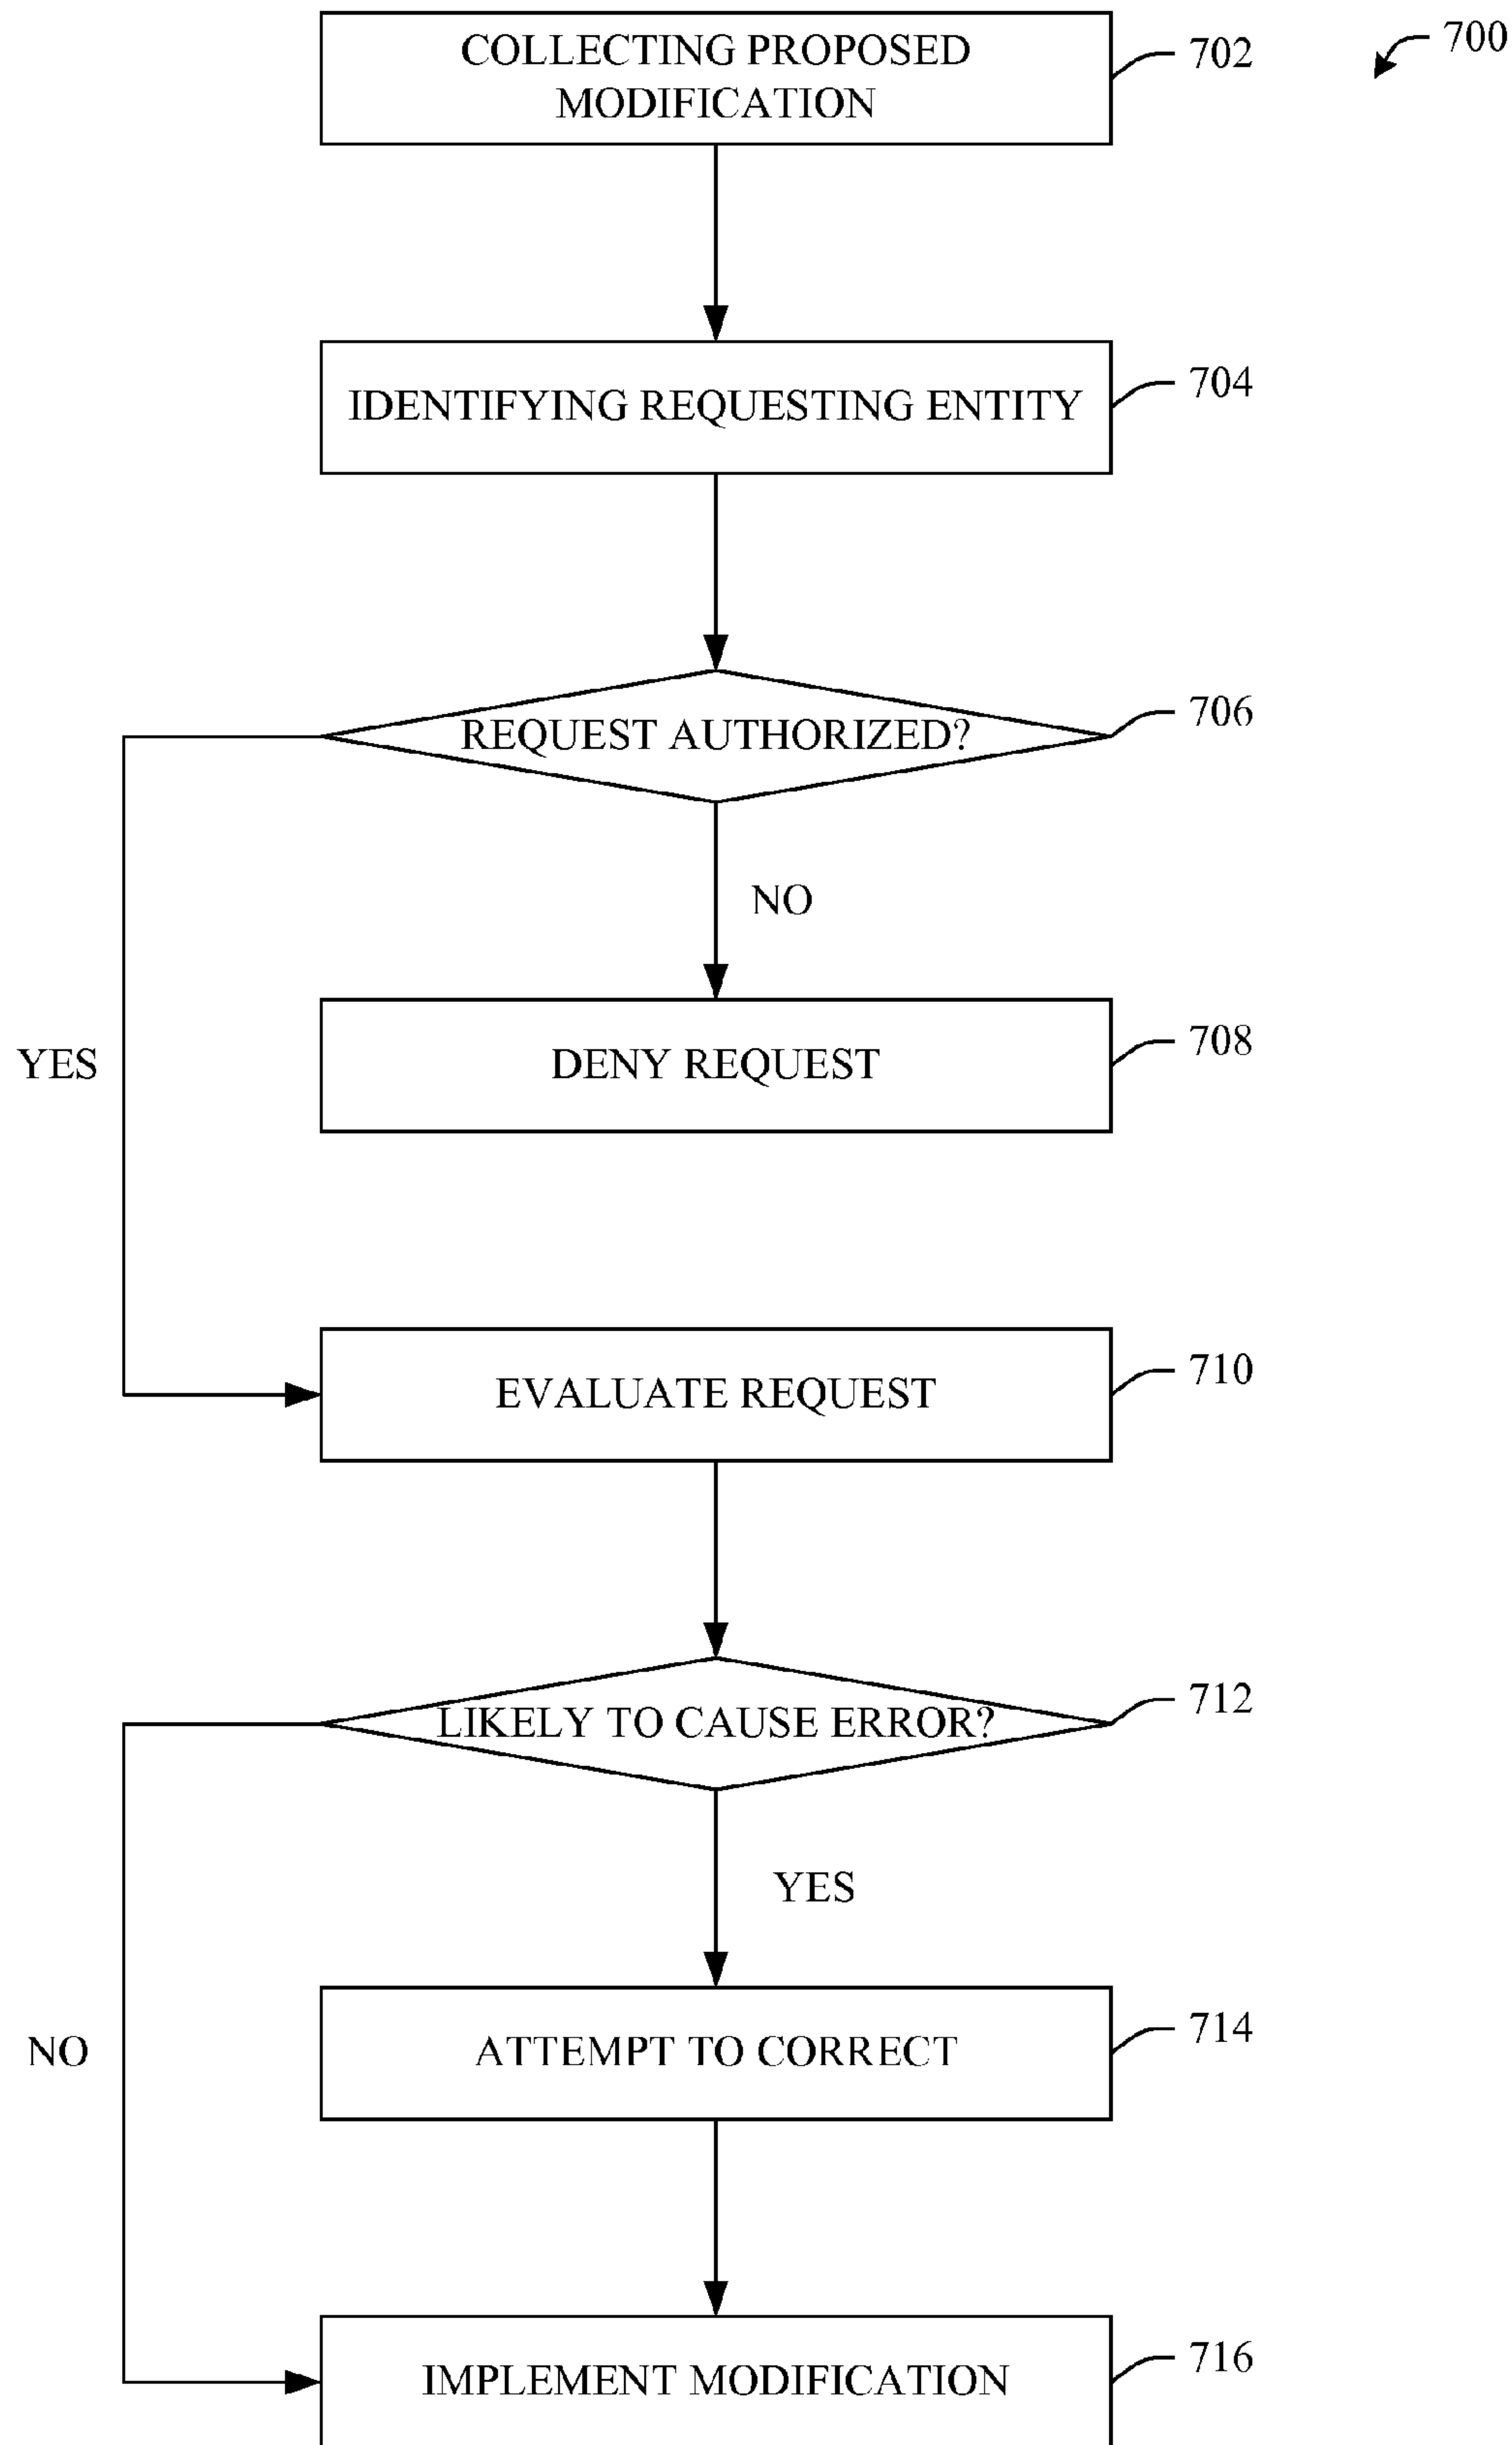 COLLECTING PROPOSED
MODIFICATION
702
700
IDENTIFYING REQUESTING ENTITY
704
REQUEST AUTHORIZED?
706
NO
DENY REQUEST
708
YES
EVALUATE REQUEST
710
LIKELY TO CAUSE ERROR?
712
YES
ATTEMPT TO CORRECT
714
NO
IMPLEMENT MODIFICATION
716